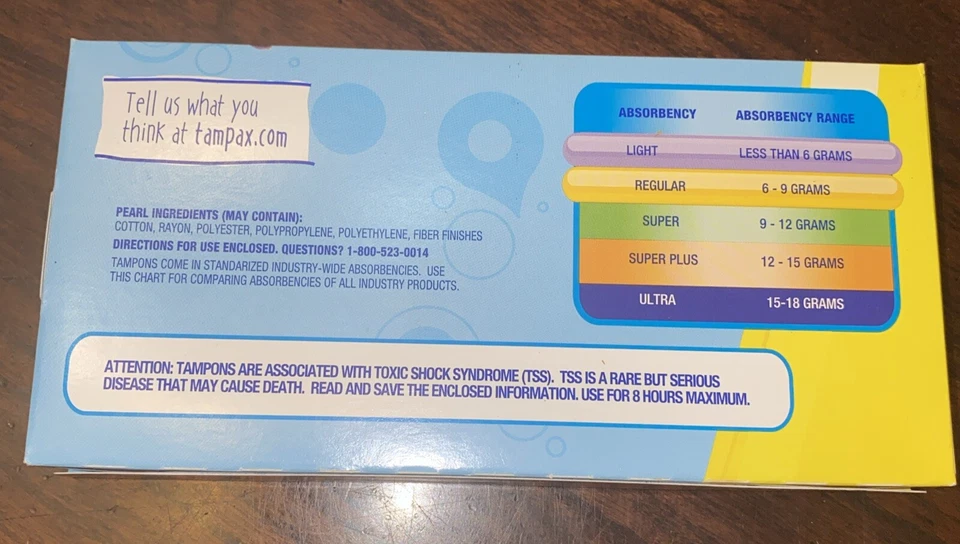 Tell us what you
think at tampax.com
PEARL INGREDIENTS (MAY CONTAIN):
COTTON, RAYON, POLYESTER, POLYPROPYLENE, POLYETHYLENE, FIBER FINISHES
DIRECTIONS FOR USE ENCLOSED. QUESTIONS? 1-800-523-0014
TAMPONS COME IN STANDARIZED INDUSTRY-WIDE ABSORBENCIES. USE
THIS CHART FOR COMPARING ABSORBENCIES OF ALL INDUSTRY PRODUCTS.
ABSORBENCY ABSORBENCY RANGE
LIGHT LESS THAN 6 GRAMS
REGULAR 6 - 9 GRAMS
SUPER 9 - 12 GRAMS
SUPER PLUS 12 - 15 GRAMS
ULTRA 15-18 GRAMS
ATTENTION: TAMPONS ARE ASSOCIATED WITH TOXIC SHOCK SYNDROME (TSS). TSS IS A RARE BUT SERIOUS
DISEASE THAT MAY CAUSE DEATH. READ AND SAVE THE ENCLOSED INFORMATION. USE FOR 8 HOURS MAXIMUM.